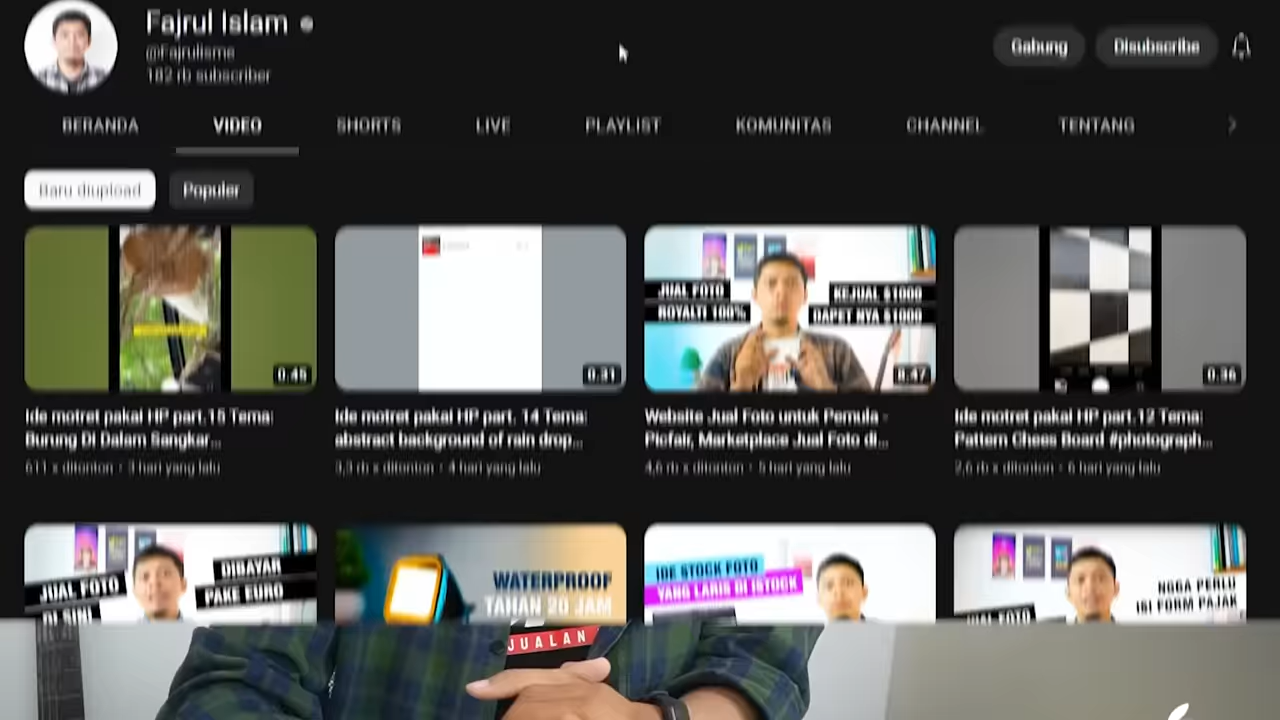 Fajrul Islam
@Fajrulisme
182 rb subscriber
Gabung
Disubscribe
BERANDA
VIDEO
SHORTS
LIVE
PLAYLIST
KOMUNITAS
CHANNEL
TENTANG
Baru diupload
Populer
0:45
0:31
JUAL FOTO
ROYALTI 100%
KEJUAL $1000
DAPET NYA $1000
8:47
0:36
Ide motret pakai HP part.15 Tema:
Burung Di Dalam Sangkar...
611 x ditonton • 3 hari yang lalu
Ide motret pakai HP part. 14 Tema:
abstract background of rain drop...
3,3 rb x ditonton • 4 hari yang lalu
Website Jual Foto untuk Pemula -
Picfair, Marketplace Jual Foto di...
4,6 rb x ditonton • 5 hari yang lalu
Ide motret pakai HP part.12 Tema:
Pattern Chess Board #photograph...
2,6 rb x ditonton • 6 hari yang lalu
JUAL FOTO
DI SINI
DIBAYAR
PAKE EURO
WATERPROOF
TAHAN 20 JAM
IDE STOCK FOTO
YANG LARIS DI ISTOCK
JUAL FOTO
NGGA PERLU
ISI FORM PAJAK
JUALAN